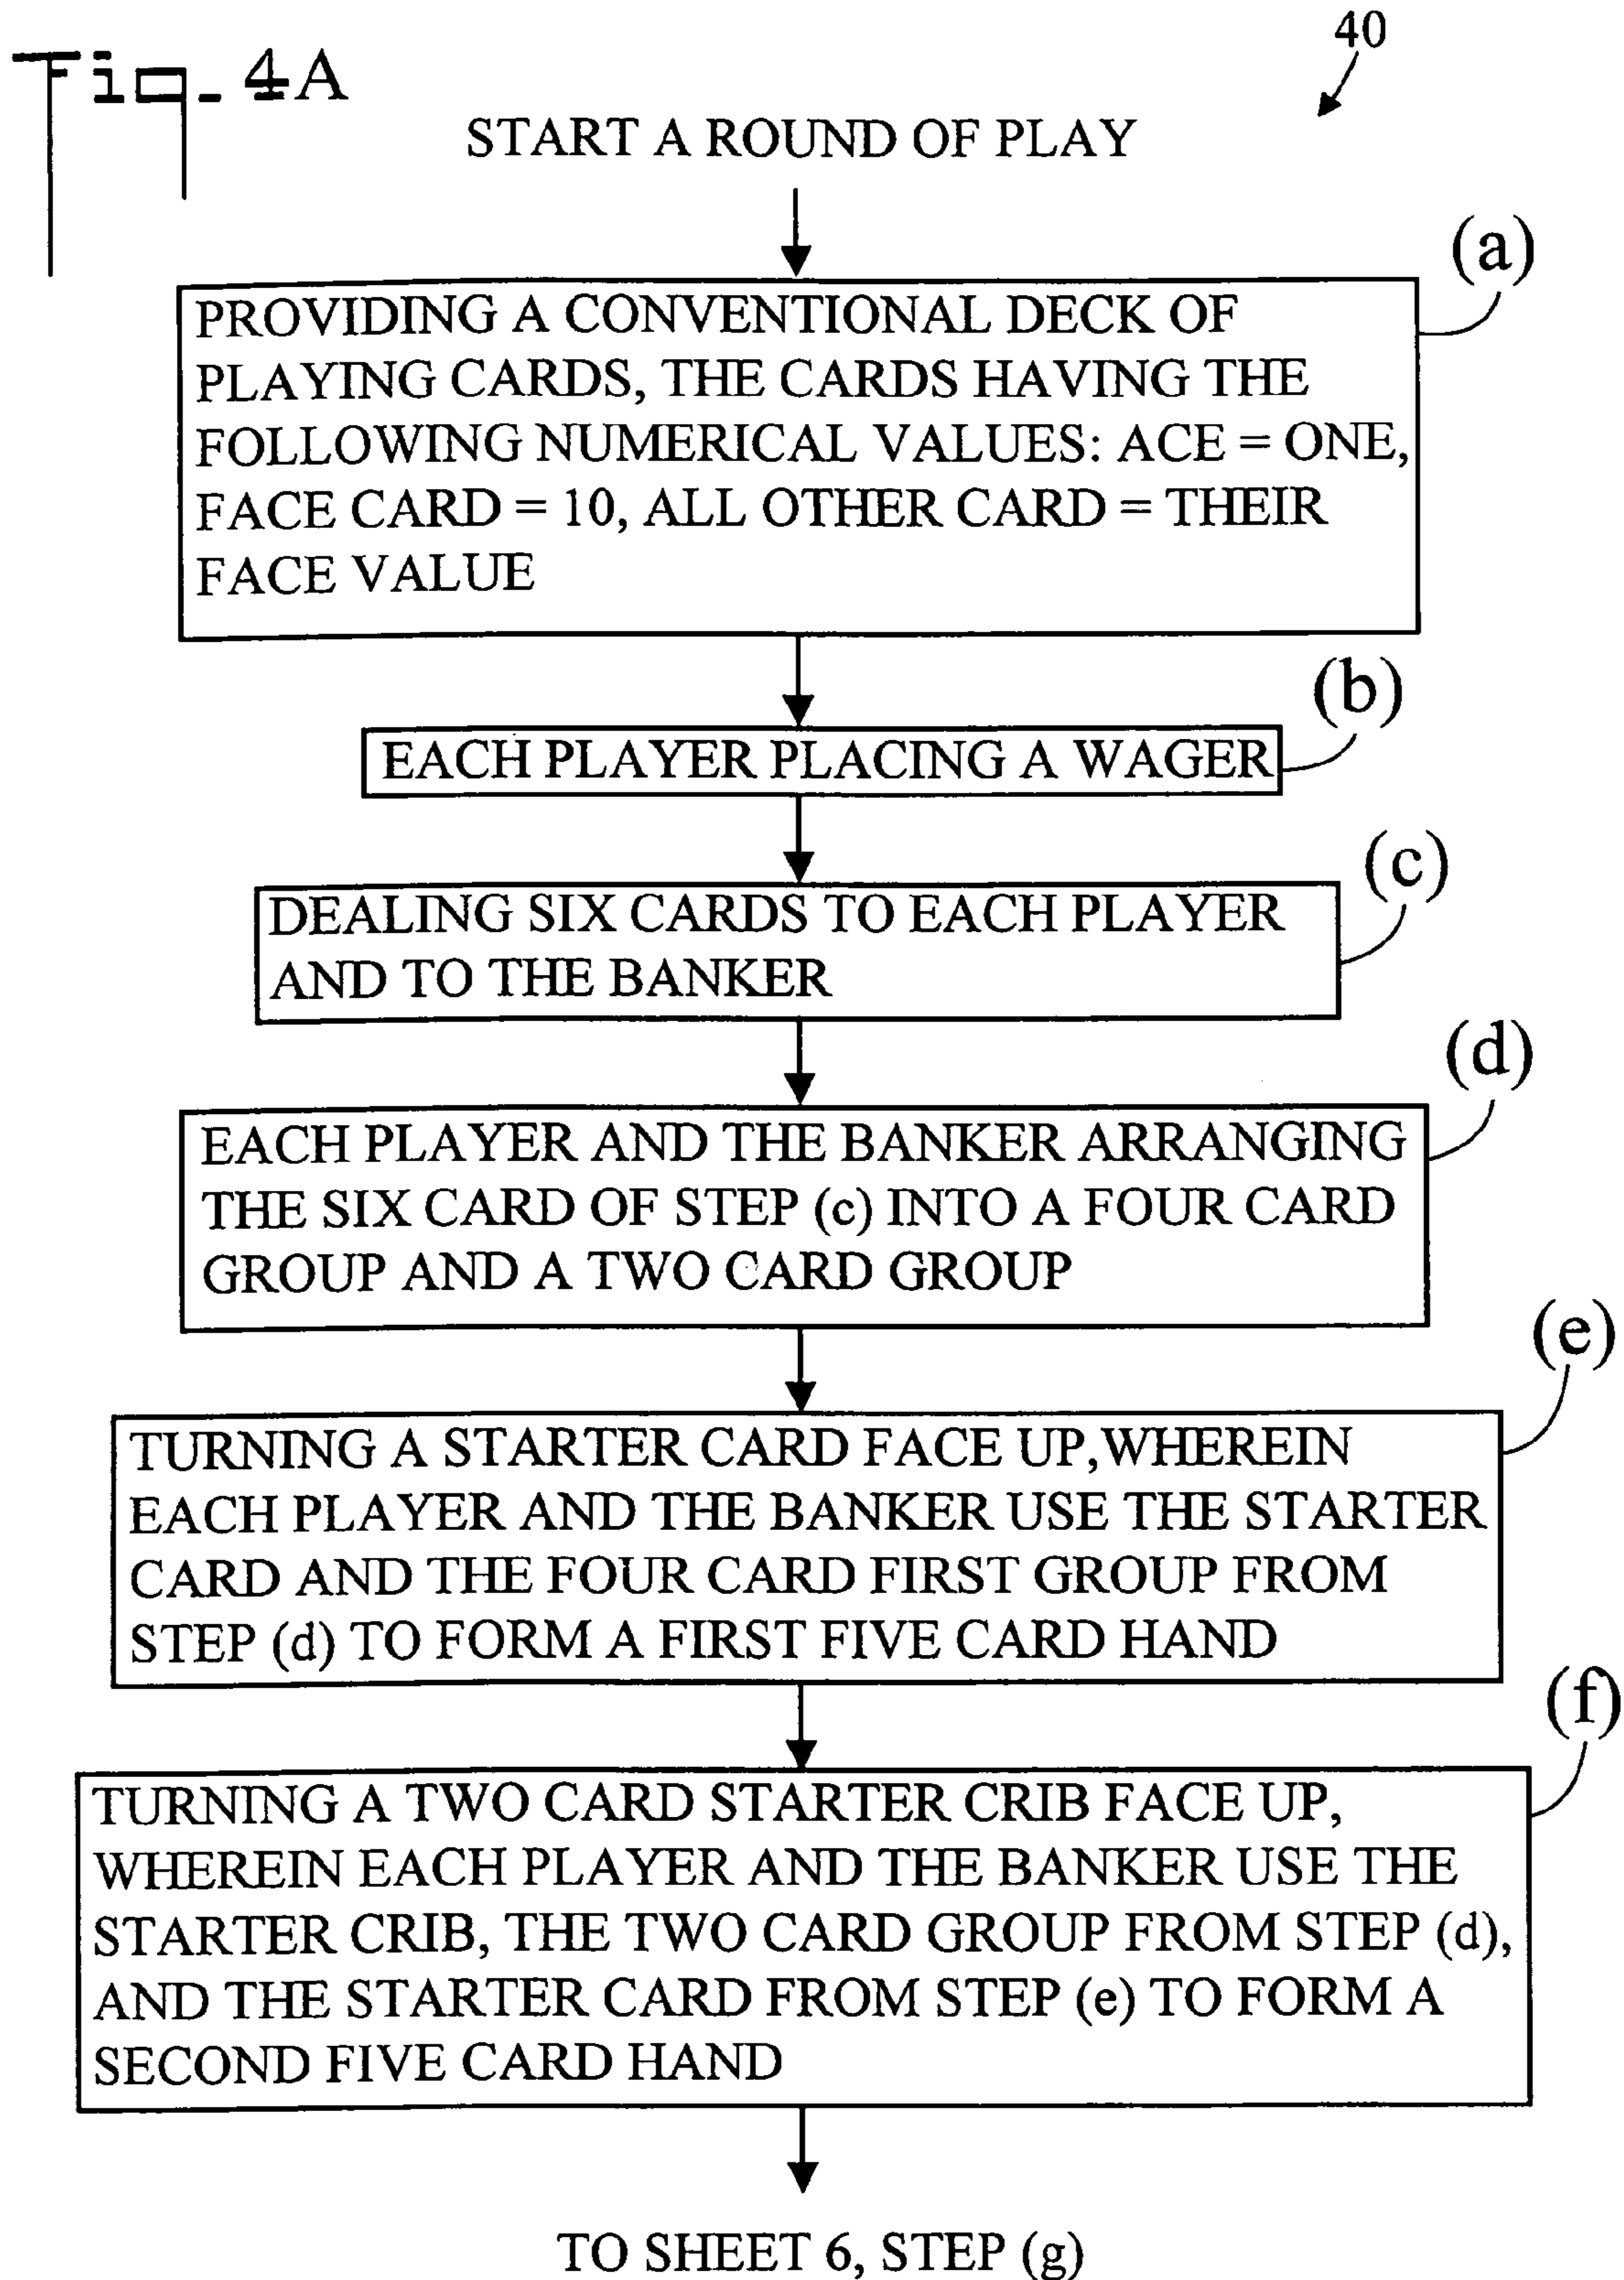 Fig. 4A
40
START A ROUND OF PLAY
(a)
PROVIDING A CONVENTIONAL DECK OF
PLAYING CARDS, THE CARDS HAVING THE
FOLLOWING NUMERICAL VALUES: ACE = ONE,
FACE CARD = 10, ALL OTHER CARD = THEIR
FACE VALUE
(b)
EACH PLAYER PLACING A WAGER
(c)
DEALING SIX CARDS TO EACH PLAYER
AND TO THE BANKER
(d)
EACH PLAYER AND THE BANKER ARRANGING
THE SIX CARD OF STEP (c) INTO A FOUR CARD
GROUP AND A TWO CARD GROUP
(e)
TURNING A STARTER CARD FACE UP,WHEREIN
EACH PLAYER AND THE BANKER USE THE STARTER
CARD AND THE FOUR CARD FIRST GROUP FROM
STEP (d) TO FORM A FIRST FIVE CARD HAND
(f)
TURNING A TWO CARD STARTER CRIB FACE UP,
WHEREIN EACH PLAYER AND THE BANKER USE THE
STARTER CRIB, THE TWO CARD GROUP FROM STEP (d),
AND THE STARTER CARD FROM STEP (e) TO FORM A
SECOND FIVE CARD HAND
TO SHEET 6, STEP (g)